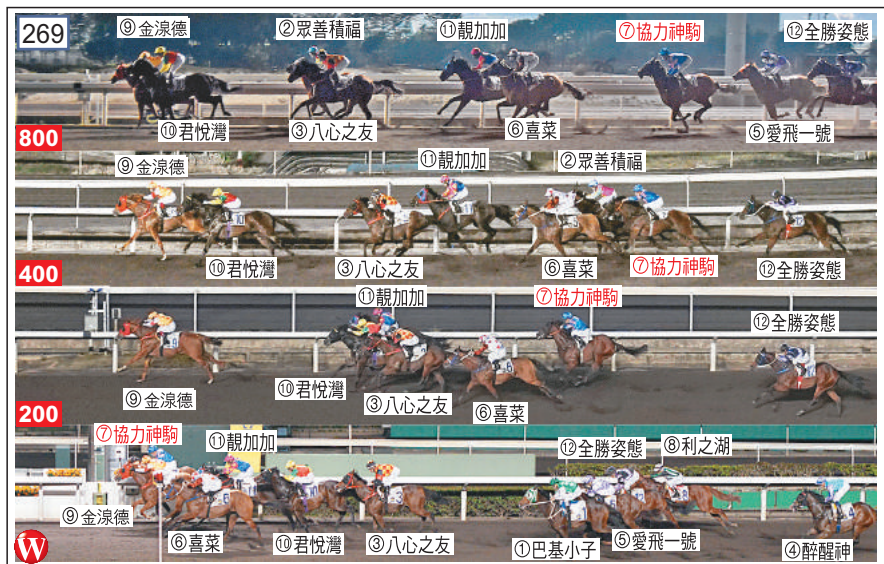 269
⑨金湶德 ②眾善積福 ⑪靚加加 ⑦協力神駒 ⑫全勝姿態
800
⑩君悅灣 ③八心之友 ⑥喜菜 ⑤愛飛一號
⑨金湶德 ⑪靚加加 ②眾善積福
400
⑩君悅灣 ③八心之友 ⑥喜菜 ⑦協力神駒 ⑫全勝姿態
⑪靚加加 ⑦協力神駒 ⑫全勝姿態
200
⑨金湶德 ⑩君悅灣 ③八心之友 ⑥喜菜
⑦協力神駒 ⑪靚加加 ⑫全勝姿態 ⑧利之湖
⑨金湶德 ⑥喜菜 ⑩君悅灣 ③八心之友 ①巴基小子 ⑤愛飛一號 ④醉醒神
W